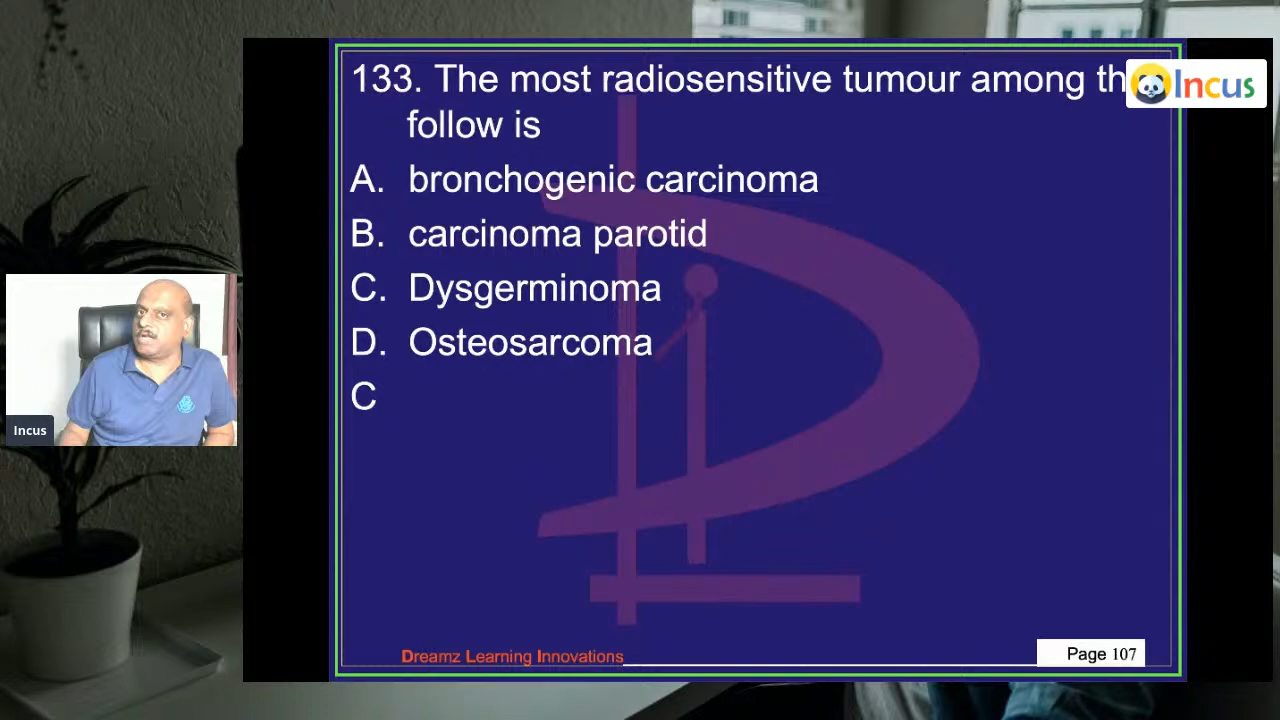 133. The most radiosensitive tumour among th
follow is
A. bronchogenic carcinoma
B. carcinoma parotid
C. Dysgerminoma
D. Osteosarcoma
C
Incus
Incus
Dreamz Learning Innovations
Page 107